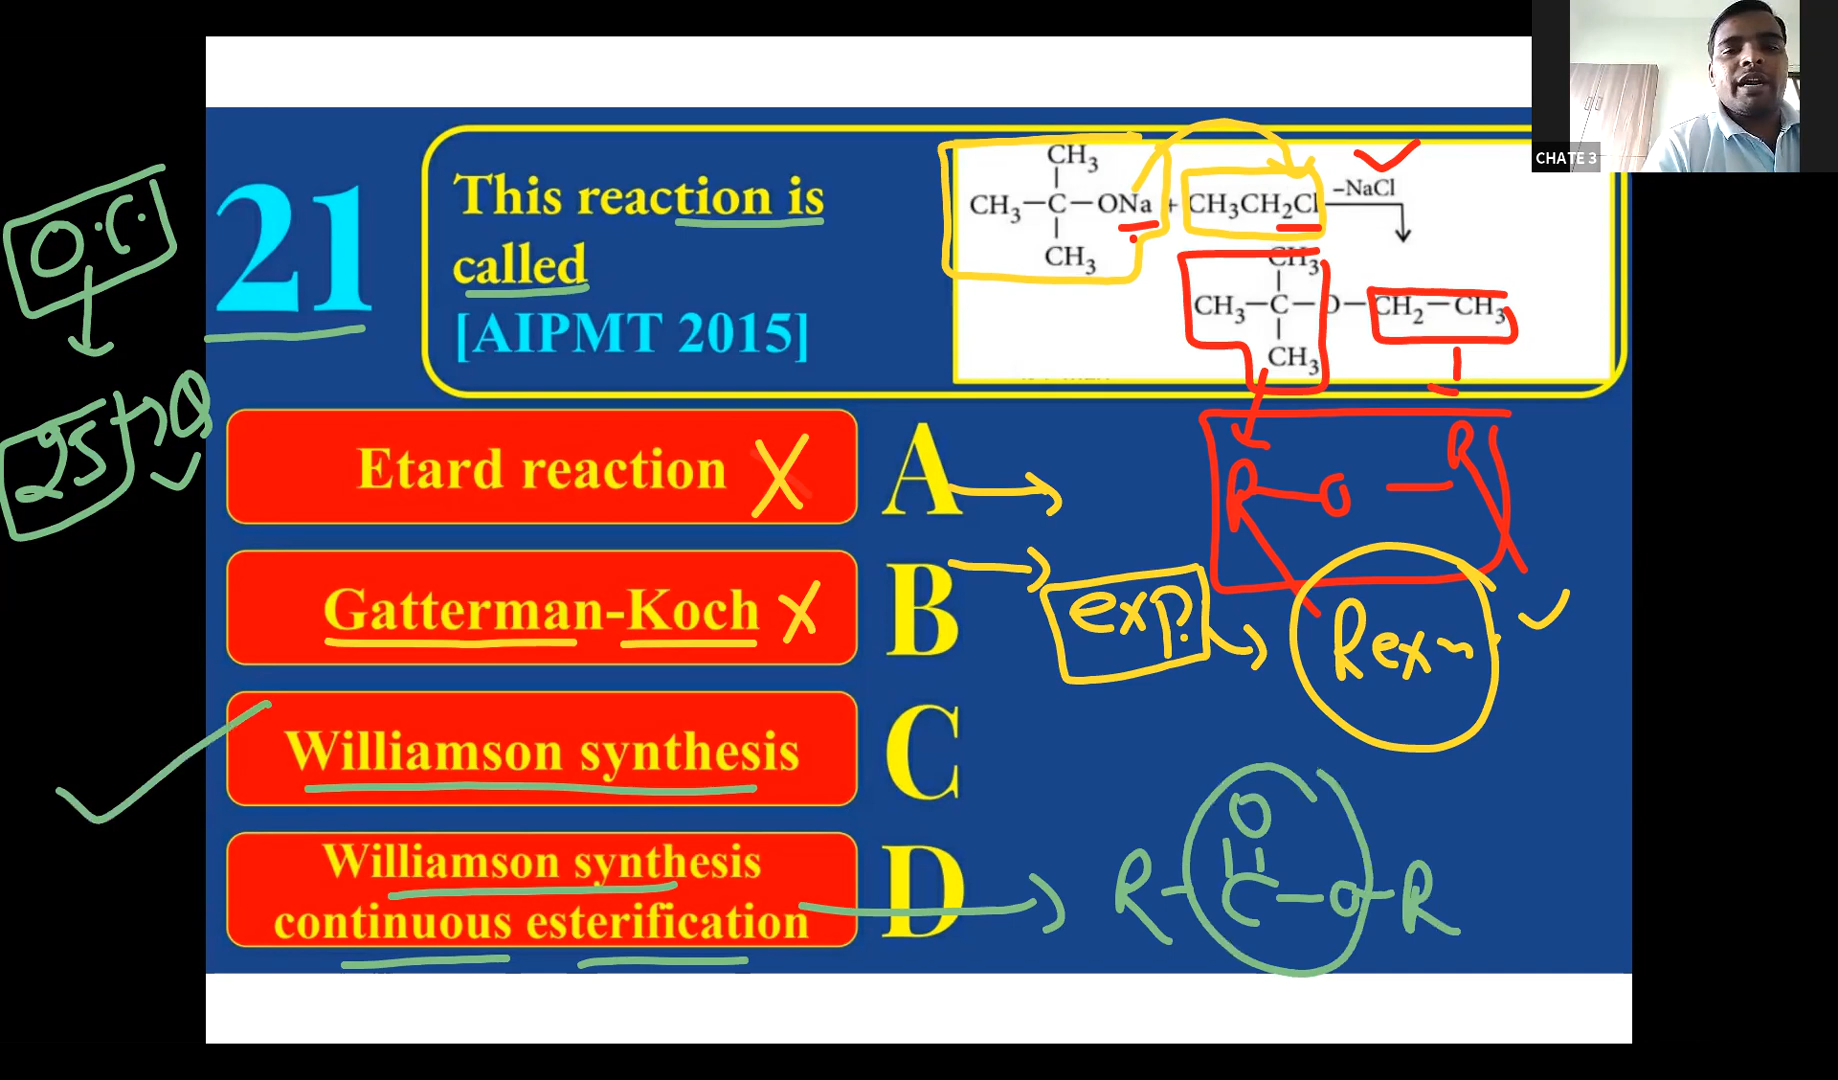 CHATE 3
O.C.
25
Q
21
This reaction is
called
[AIPMT 2015]
CH₃
CH₃—C—ONa + CH₃CH₂Cl —NaCl
CH₃
CH₃
CH₃—C—O—CH₂—CH₃
CH₃
Etard reaction X
A
R—O—R
Gatterman-Koch X
B
exp.
Rexn
Williamson synthesis
C
Williamson synthesis
continuous esterification
D
O
R-C-O-R